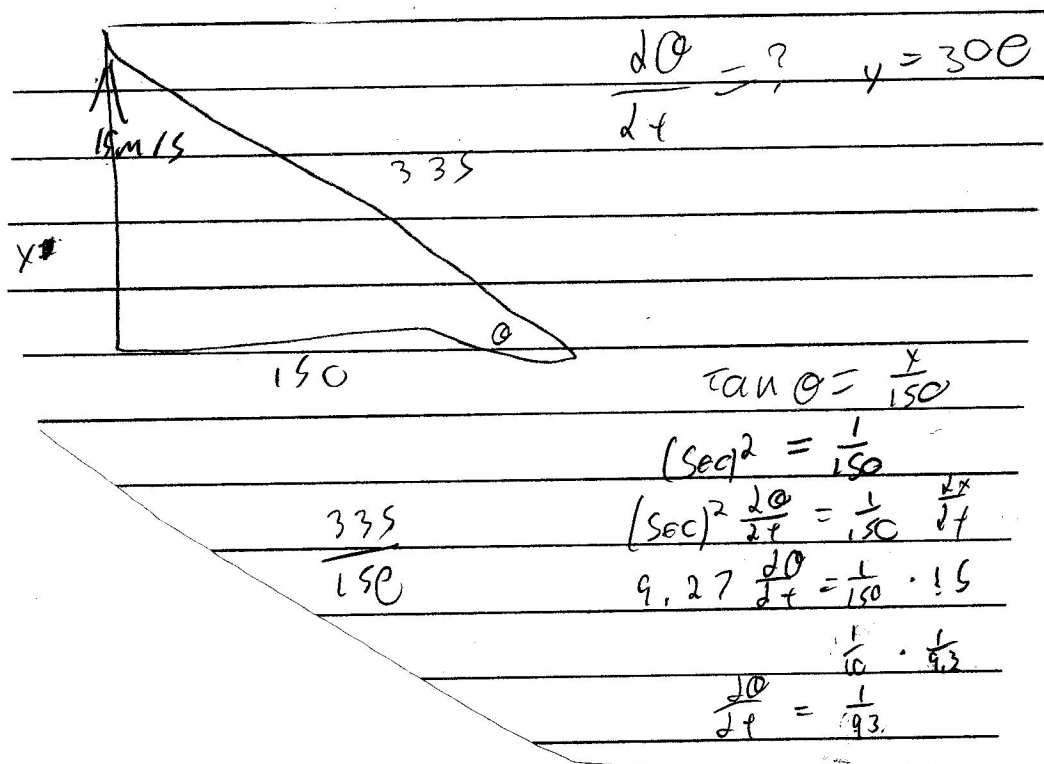 dθ/dt = ? y = 300
15m/s
335
y
θ
150
tan θ = y/150
(sec)² = 1/150
335/150
(sec)² dθ/dt = 1/150 dy/dt
9.27 dθ/dt = 1/150 · 15
1/10 · 1/9.3
dθ/dt = 1/93.